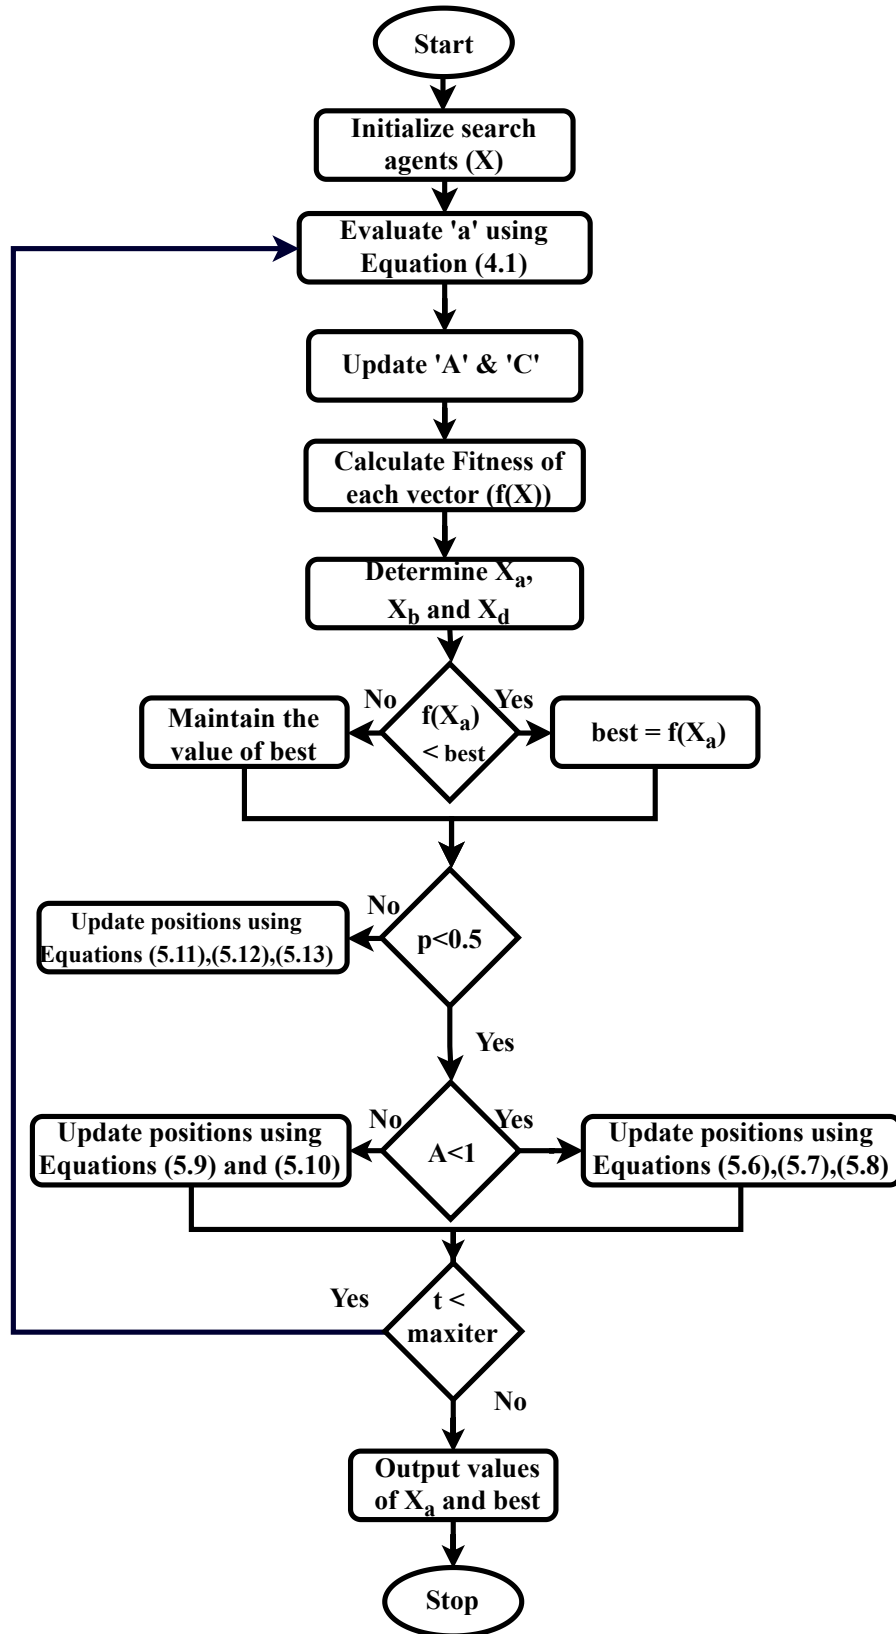 Start
Initialize search
agents (X)
Evaluate 'a' using
Equation (4.1)
Update 'A' & 'C'
Calculate Fitness of
each vector (f(X))
Determine Xₐ,
X_b and X_d
No
Yes
f(Xₐ)
< best
Maintain the
value of best
best = f(Xₐ)
No
p<0.5
Update positions using
Equations (5.11),(5.12),(5.13)
Yes
No
Yes
A<1
Update positions using
Equations (5.9) and (5.10)
Update positions using
Equations (5.6),(5.7),(5.8)
Yes
t <
maxiter
No
Output values
of Xₐ and best
Stop